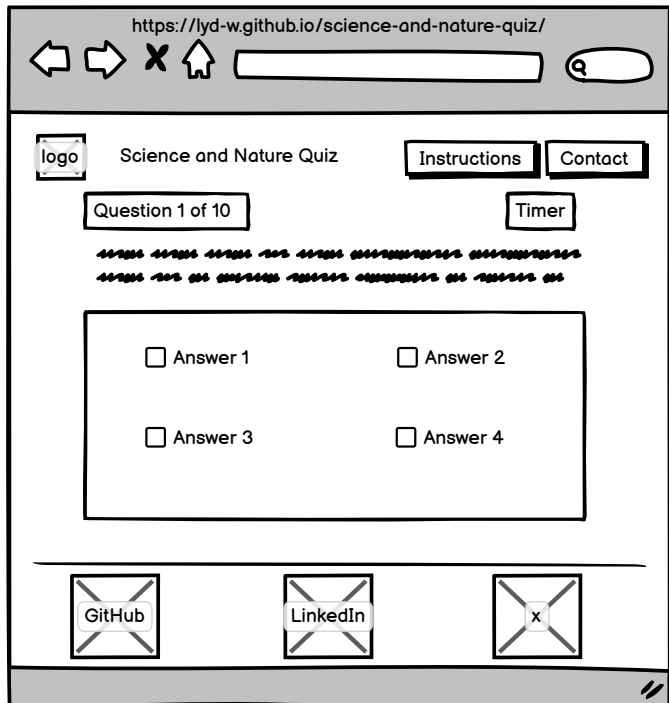 https://lyd-w.github.io/science-and-nature-quiz/
logo
Science and Nature Quiz
Instructions
Contact
Question 1 of 10
Timer
Answer 1
Answer 2
Answer 3
Answer 4
GitHub
LinkedIn
x